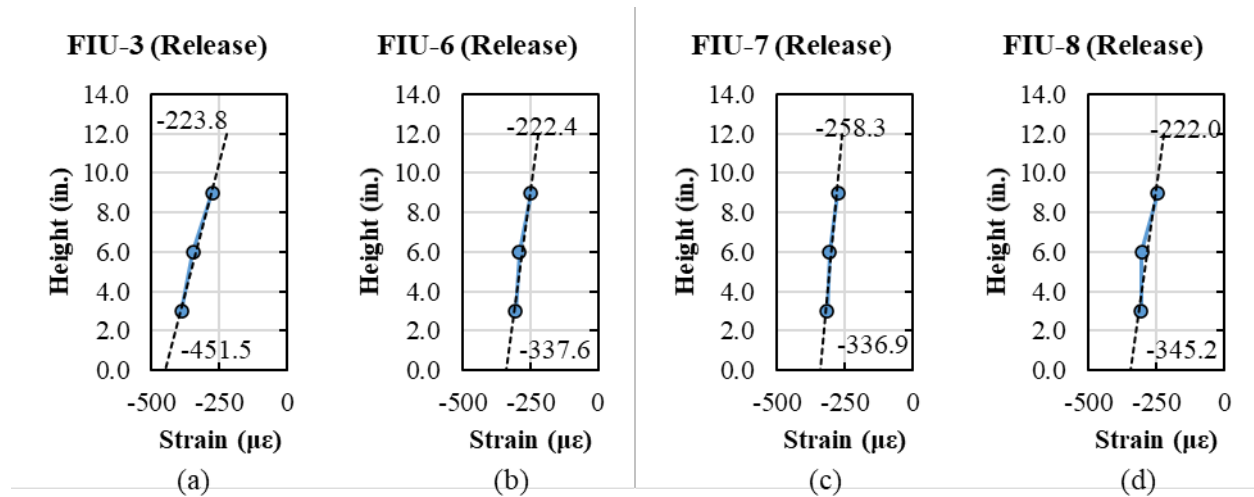 FIU-3 (Release)
-223.8
-451.5
14.0
12.0
10.0
8.0
6.0
4.0
2.0
0.0
Height (in.)
-500 -250 0
Strain (με)
(a)
FIU-6 (Release)
-222.4
-337.6
14.0
12.0
10.0
8.0
6.0
4.0
2.0
0.0
Height (in.)
-500 -250 0
Strain (με)
(b)
FIU-7 (Release)
-258.3
-336.9
14.0
12.0
10.0
8.0
6.0
4.0
2.0
0.0
Height (in.)
-500 -250 0
Strain (με)
(c)
FIU-8 (Release)
-222.0
-345.2
14.0
12.0
10.0
8.0
6.0
4.0
2.0
0.0
Height (in.)
-500 -250 0
Strain (με)
(d)